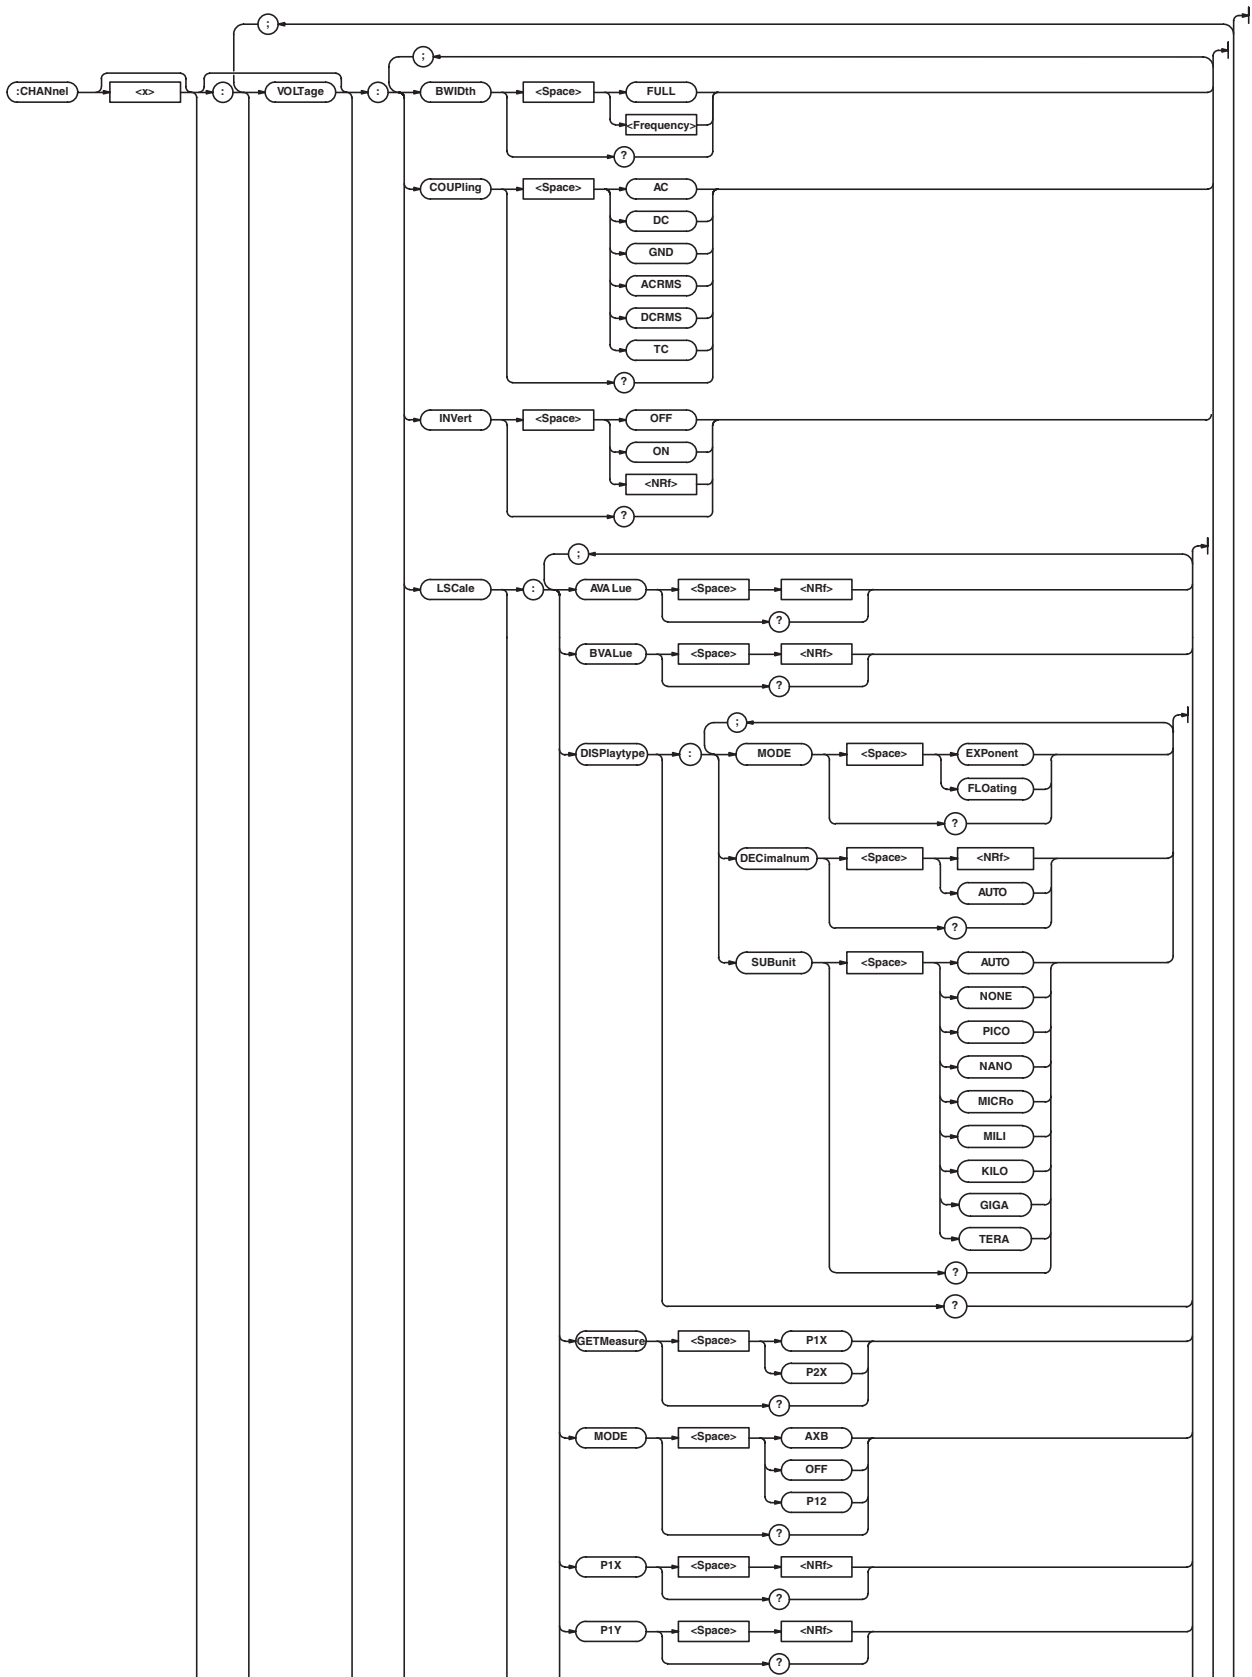 ;
;
:CHANnel <x> : VOLTage : BWIDth <Space> FULL
<Frequency>
?
COUPling <Space> AC
DC
GND
ACRMS
DCRMS
TC
?
INVert <Space> OFF
ON
<NRf>
?
;
LSCale : AVALue <Space> <NRf>
?
BVALue <Space> <NRf>
?
;
DISPlaytype : MODE <Space> EXPonent
FLOating
?
DECimalnum <Space> <NRf>
AUTO
?
SUBunit <Space> AUTO
NONE
PICO
NANO
MICRo
MILI
KILO
GIGA
TERA
?
?
GETMeasure <Space> P1X
P2X
?
MODE <Space> AXB
OFF
P12
?
P1X <Space> <NRf>
?
P1Y <Space> <NRf>
?